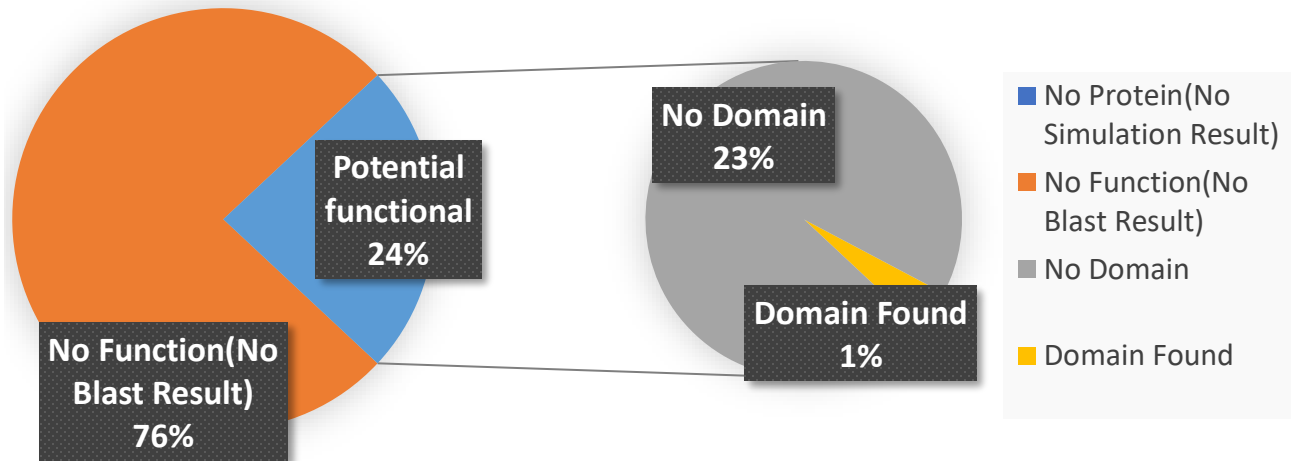 Potential
functional
24%
No Function(No
Blast Result)
76%
No Domain
23%
Domain Found
1%
No Protein(No
Simulation Result)
No Function(No
Blast Result)
No Domain
Domain Found